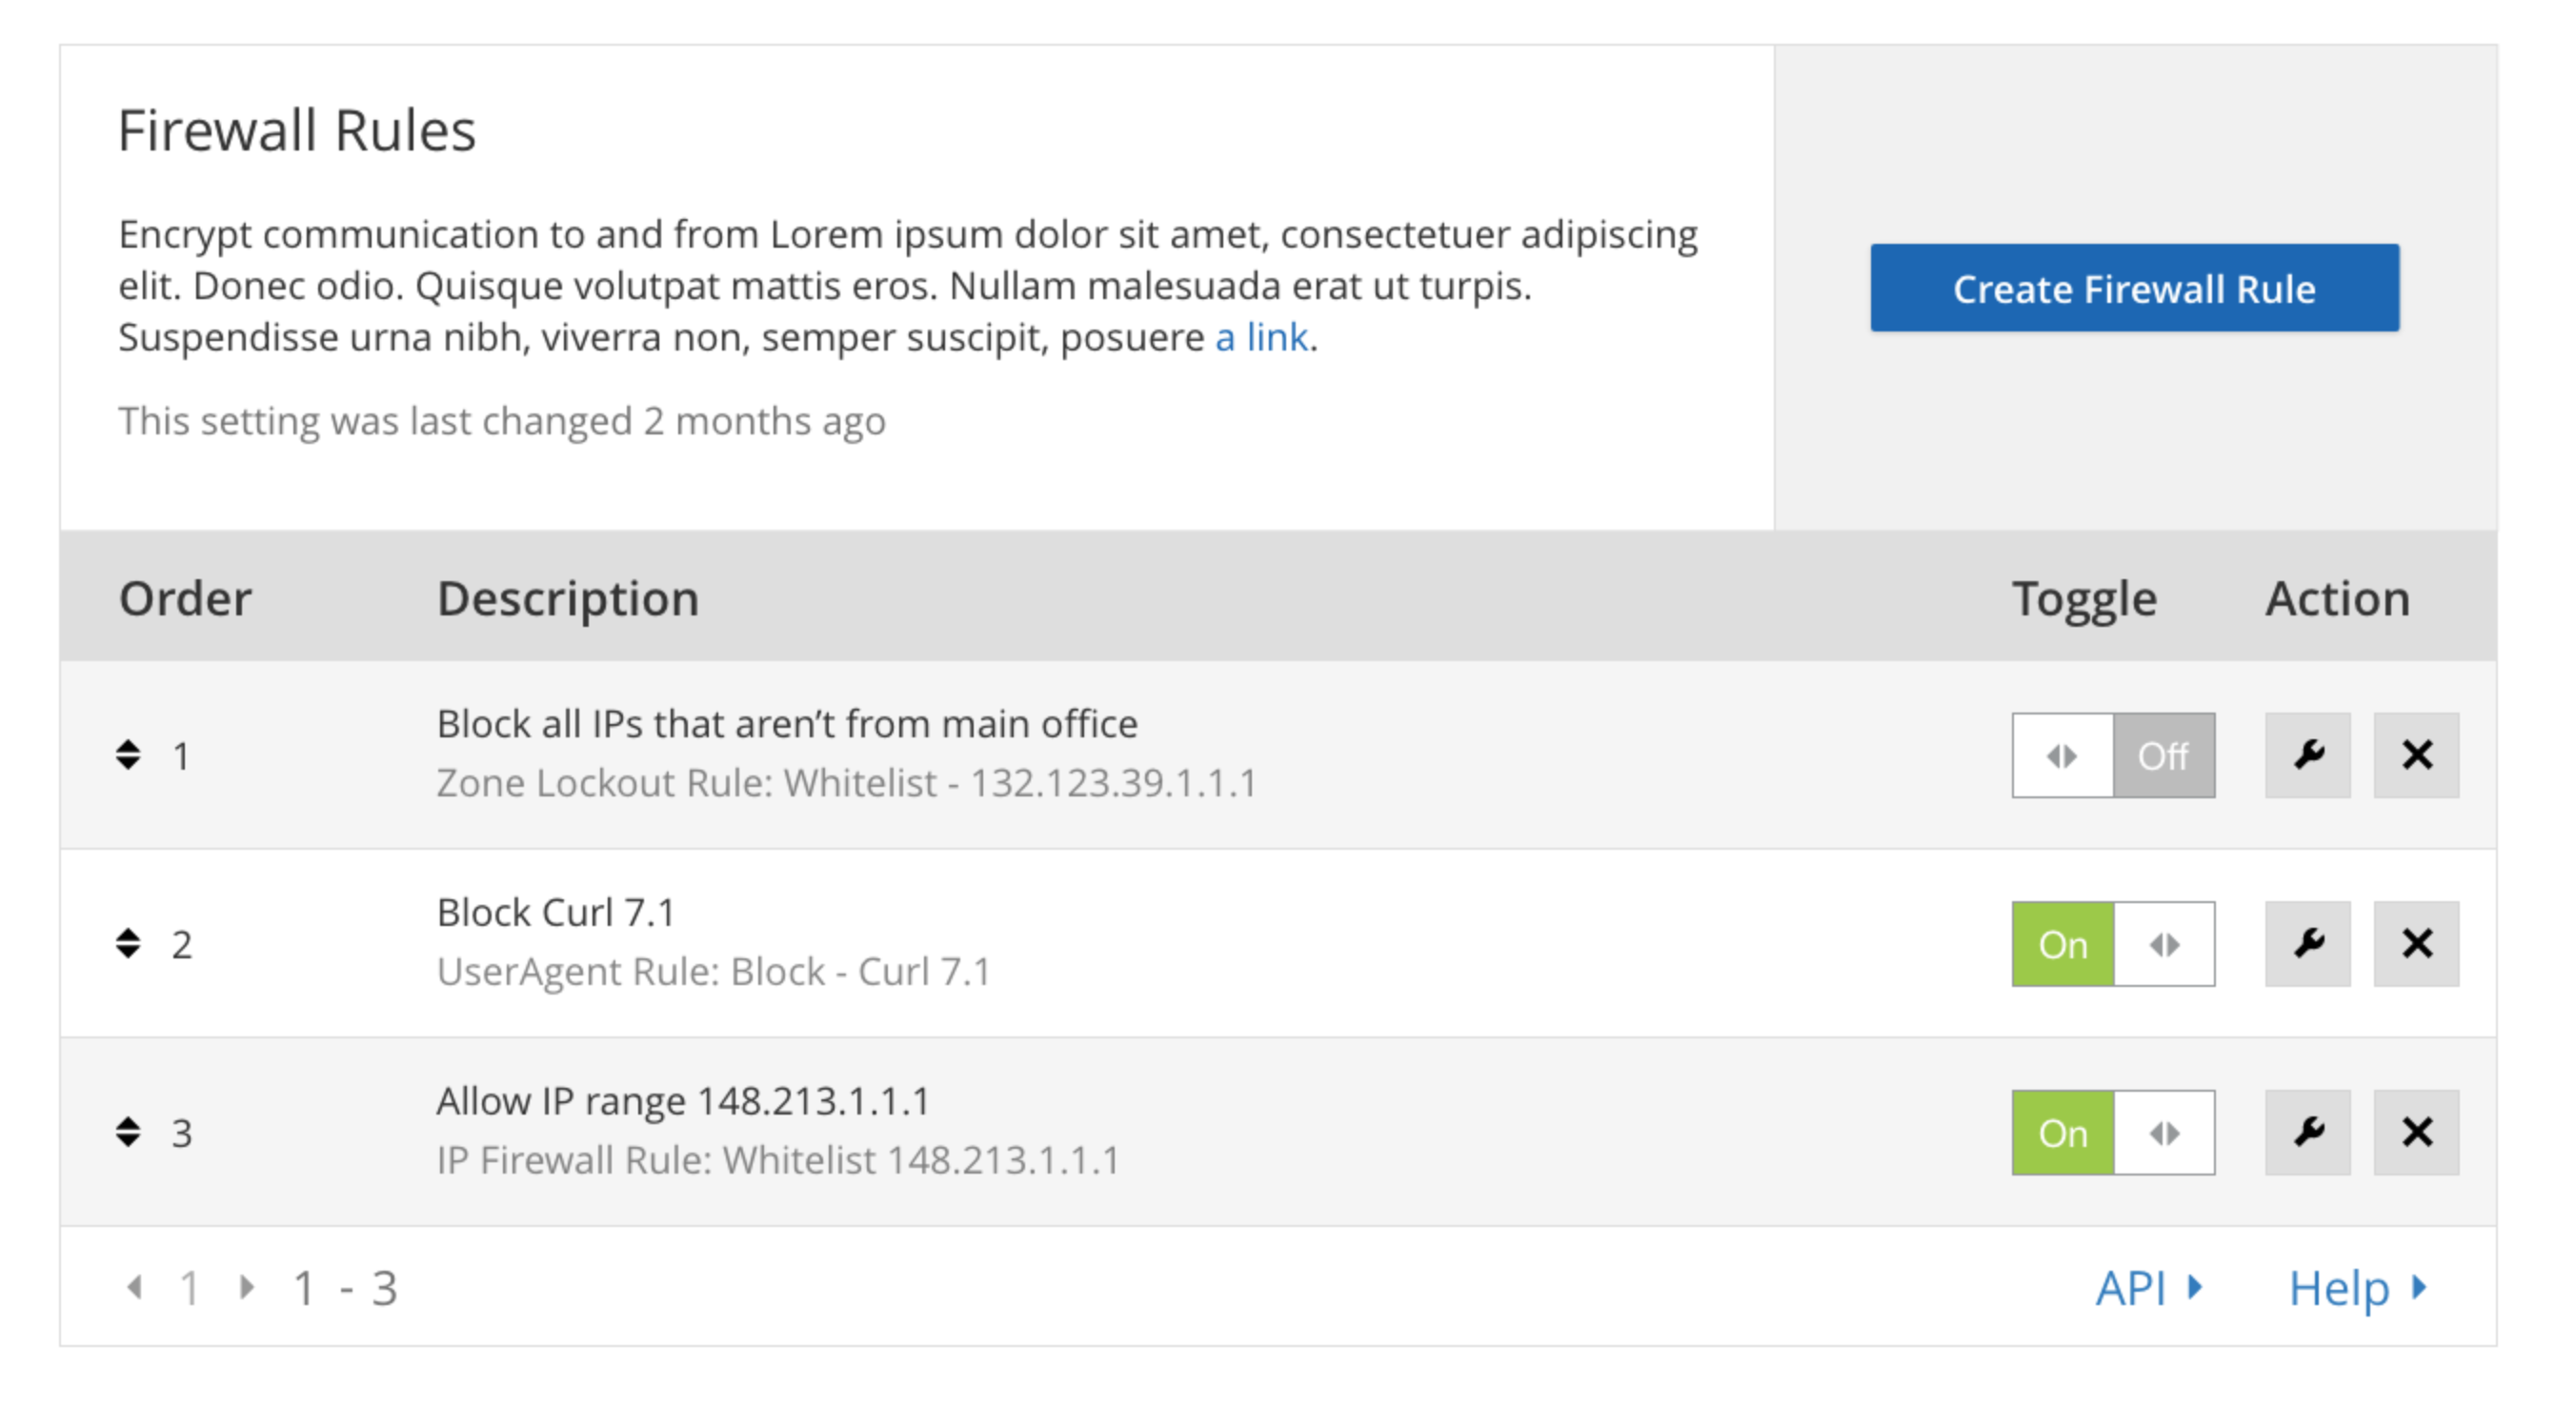 Firewall Rules
Encrypt communication to and from Lorem ipsum dolor sit amet, consectetuer adipiscing
elit. Donec odio. Quisque volutpat mattis eros. Nullam malesuada erat ut turpis.
Suspendisse urna nibh, viverra non, semper suscipit, posuere a link.
This setting was last changed 2 months ago
Create Firewall Rule
Order Description Toggle Action
1 Block all IPs that aren’t from main office
Zone Lockout Rule: Whitelist - 132.123.39.1.1.1
Off
2 Block Curl 7.1
UserAgent Rule: Block - Curl 7.1
On
3 Allow IP range 148.213.1.1.1
IP Firewall Rule: Whitelist 148.213.1.1.1
On
1 1 - 3 API Help